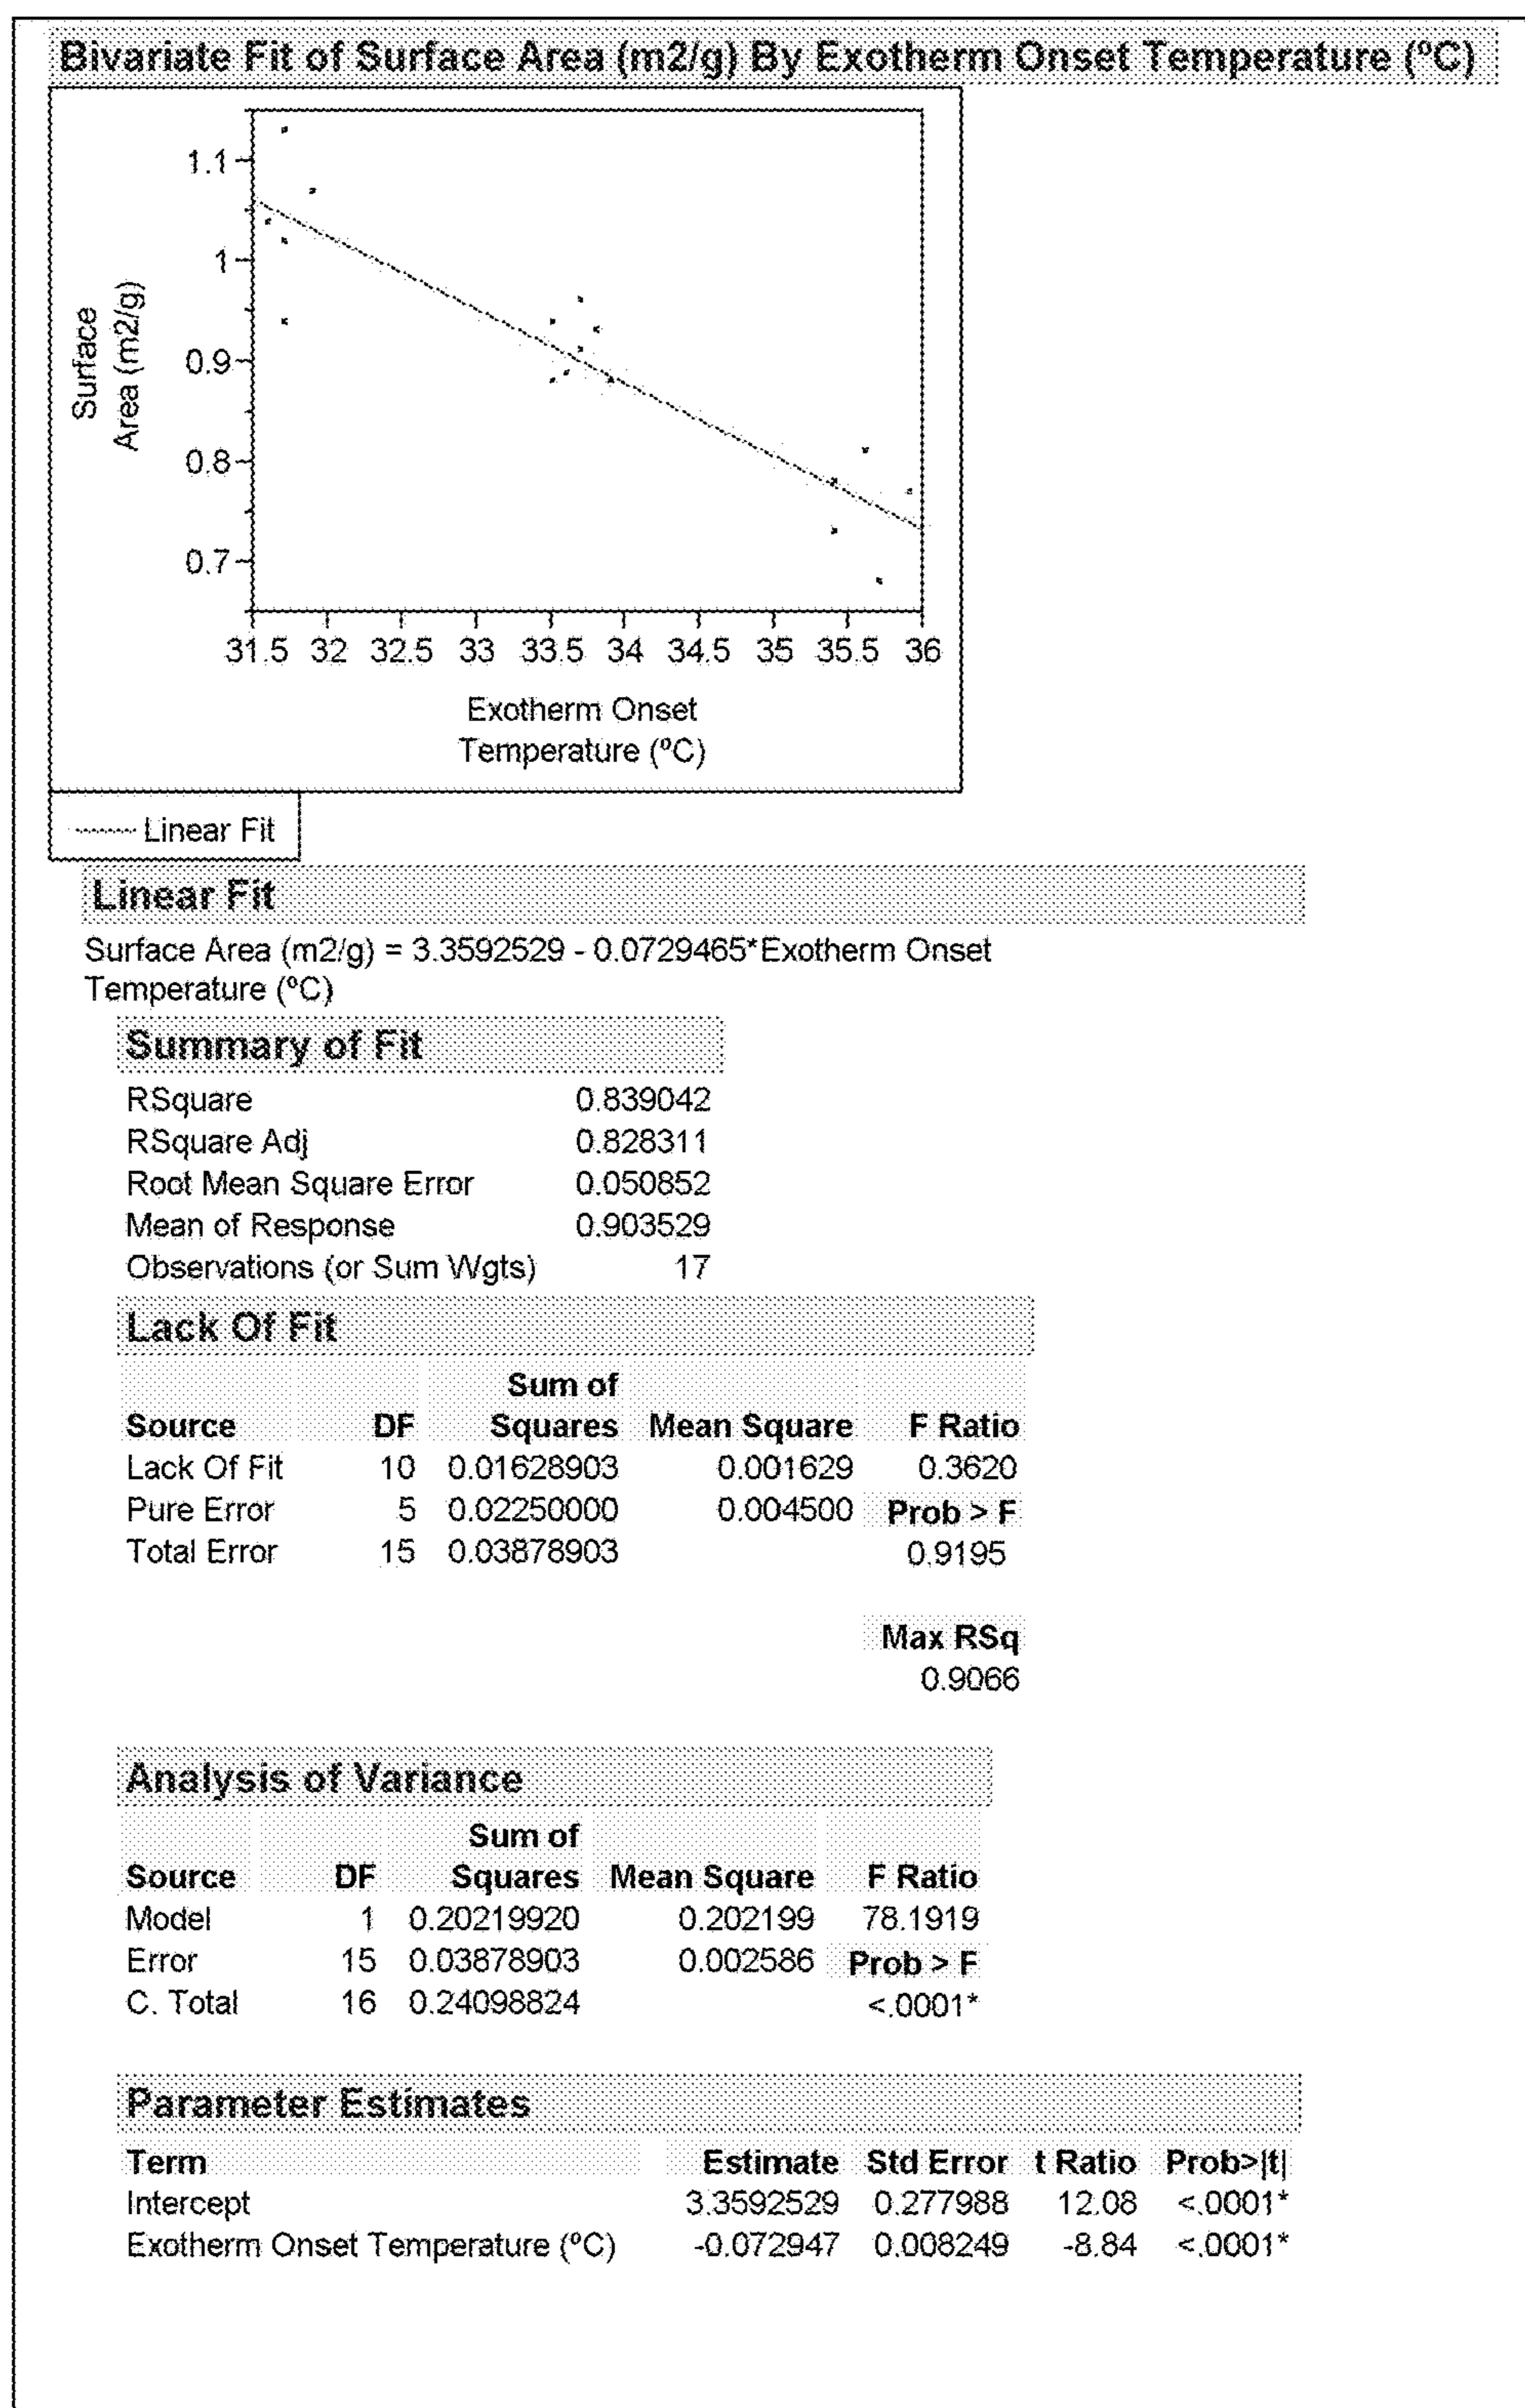 Bivariate Fit of Surface Area (m2/g) By Exotherm Onset Temperature (ºC)
1.1
1
0.9
0.8
0.7
Surface
Area (m2/g)
31.5 32 32.5 33 33.5 34 34.5 35 35.5 36
Exotherm Onset
Temperature (ºC)
Linear Fit
Linear Fit
Surface Area (m2/g) = 3.3592529 - 0.0729465*Exotherm Onset
Temperature (ºC)
Summary of Fit
RSquare 0.839042
RSquare Adj 0.828311
Root Mean Square Error 0.050852
Mean of Response 0.903529
Observations (or Sum Wgts) 17
Lack Of Fit
Sum of
Source DF Squares Mean Square F Ratio
Lack Of Fit 10 0.01628903 0.001629 0.3620
Pure Error 5 0.02250000 0.004500 Prob > F
Total Error 15 0.03878903 0.9195
Max RSq
0.9066
Analysis of Variance
Sum of
Source DF Squares Mean Square F Ratio
Model 1 0.20219920 0.202199 78.1919
Error 15 0.03878903 0.002586 Prob > F
C. Total 16 0.24098824 <.0001*
Parameter Estimates
Term Estimate Std Error t Ratio Prob>|t|
Intercept 3.3592529 0.277988 12.08 <.0001*
Exotherm Onset Temperature (ºC) -0.072947 0.008249 -8.84 <.0001*